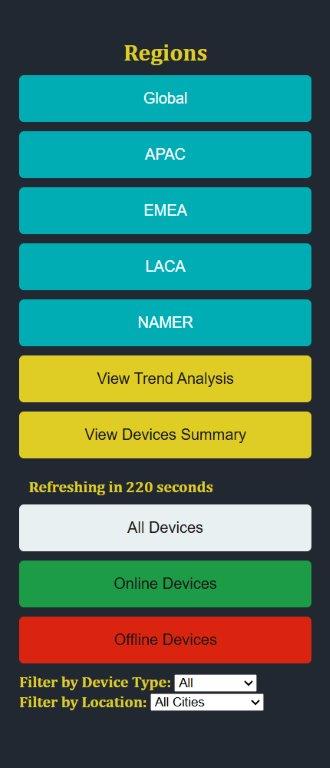 Regions
Global
APAC
EMEA
LACA
NAMER
View Trend Analysis
View Devices Summary
Refreshing in 220 seconds
All Devices
Online Devices
Offline Devices
Filter by Device Type: All
Filter by Location: All Cities